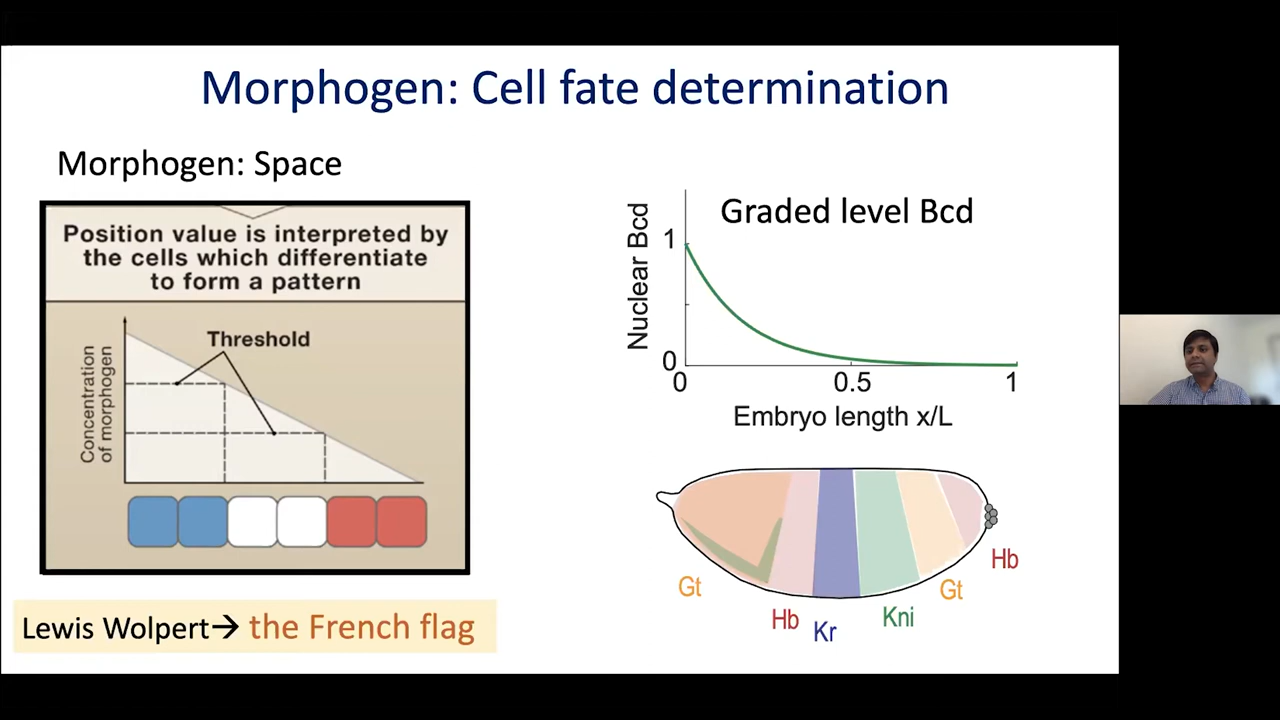 Morphogen: Cell fate determination
Morphogen: Space
Position value is interpreted by
the cells which differentiate
to form a pattern
Threshold
Concentration
of morphogen
Lewis Wolpert→ the French flag
Graded level Bcd
Nuclear Bcd
1
0
0
0.5
1
Embryo length x/L
Gt
Hb
Kr
Kni
Gt
Hb